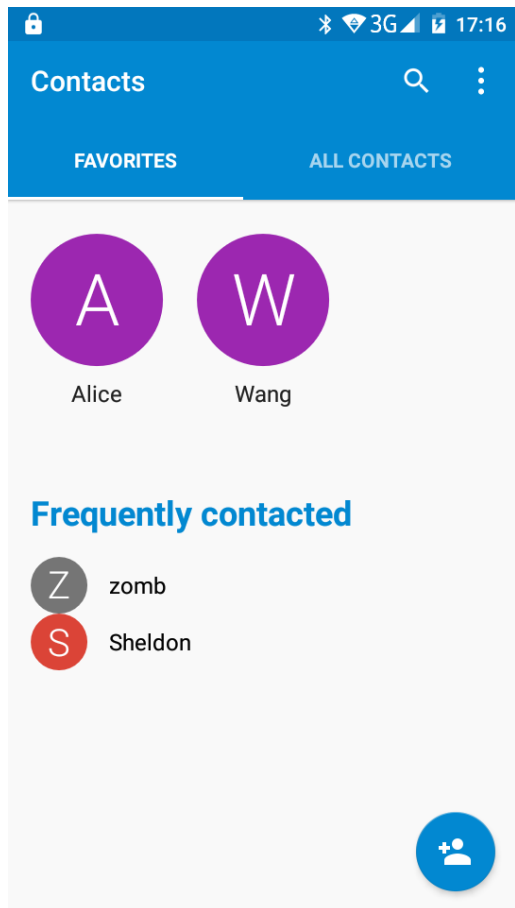 3G 17:16
Contacts
FAVORITES ALL CONTACTS
A W
Alice Wang
Frequently contacted
Z zomb
S Sheldon